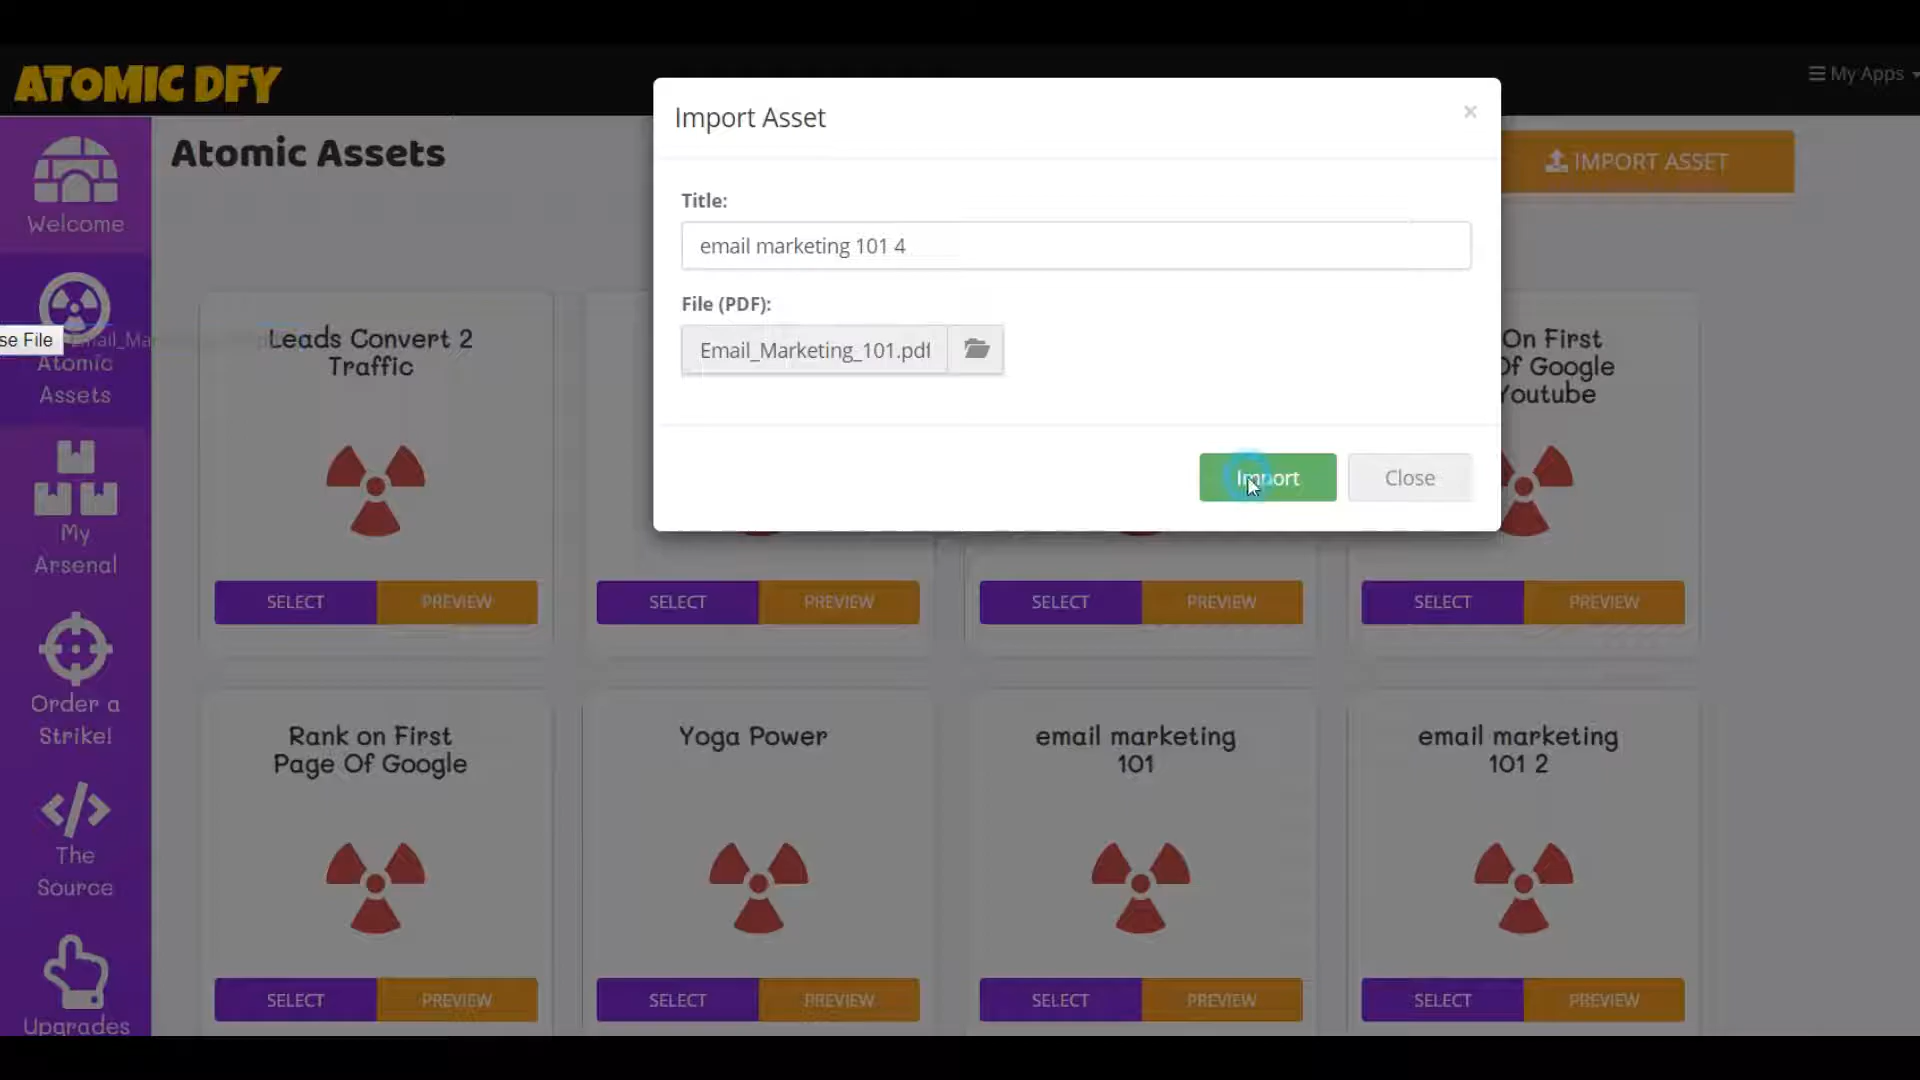 ATOMIC DFY
My Apps
Import Asset
×
Atomic Assets
IMPORT ASSET
Title:
email marketing 101 4
File (PDF):
Email_Marketing_101.pdf
Import
Close
Welcome
se File
Atomic
Assets
My
Arsenal
Order a
Strike!
The
Source
Upgrades
Leads Convert 2
Traffic
On First
Of Google
Youtube
SELECT PREVIEW
SELECT PREVIEW
SELECT PREVIEW
SELECT PREVIEW
Rank on First
Page Of Google
Yoga Power
email marketing
101
email marketing
101 2
SELECT PREVIEW
SELECT PREVIEW
SELECT PREVIEW
SELECT PREVIEW